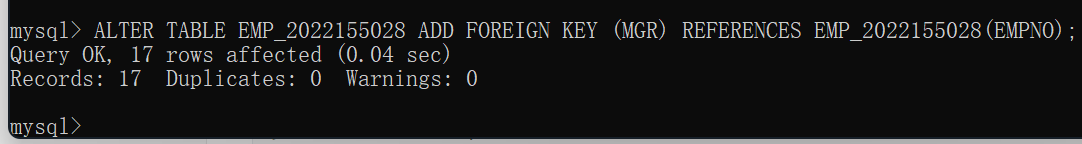 mysql> ALTER TABLE EMP_2022155028 ADD FOREIGN KEY (MGR) REFERENCES EMP_2022155028(EMPNO);
Query OK, 17 rows affected (0.04 sec)
Records: 17  Duplicates: 0  Warnings: 0
mysql>